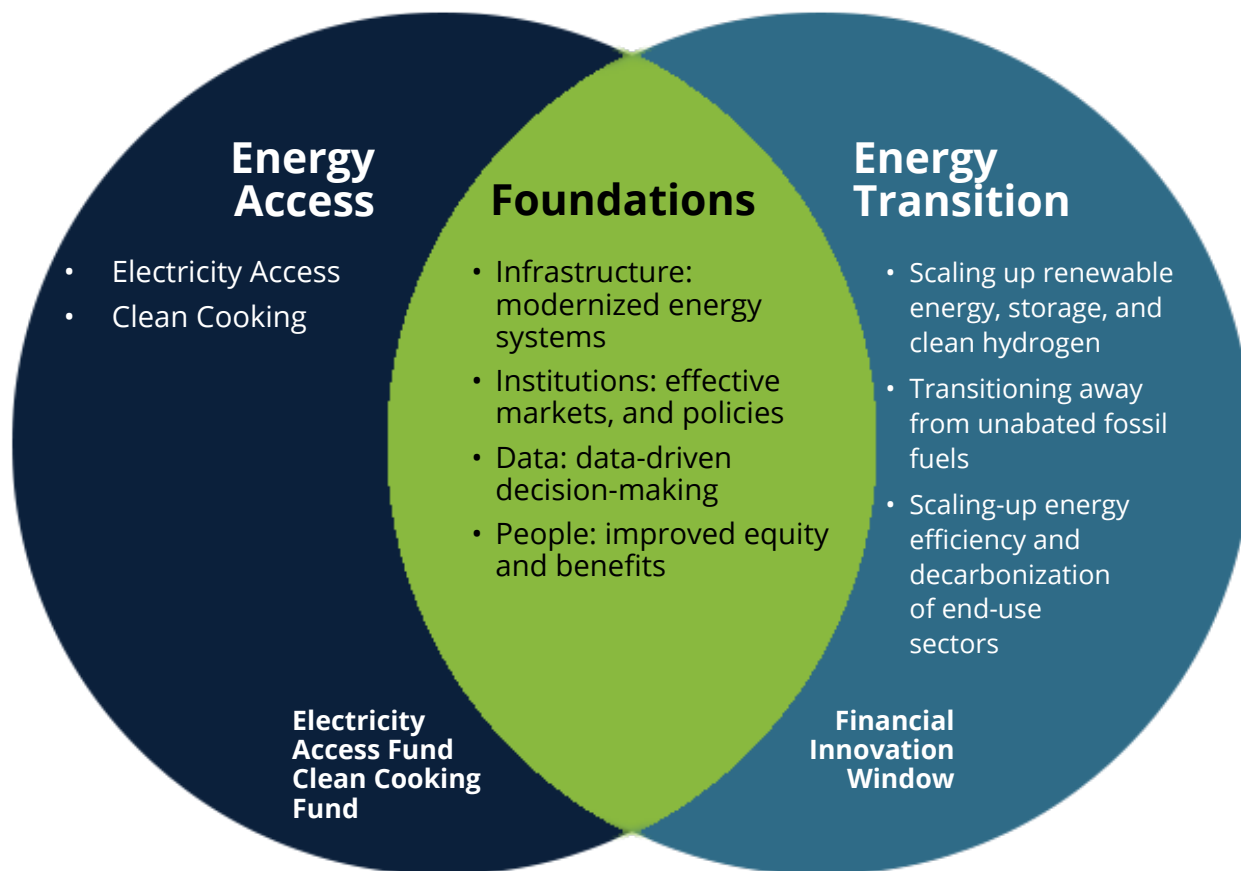 Energy
Access
• Electricity Access
• Clean Cooking
Electricity
Access Fund
Clean Cooking
Fund
Foundations
• Infrastructure:
modernized energy
systems
• Institutions: effective
markets, and policies
• Data: data-driven
decision-making
• People: improved equity
and benefits
Energy
Transition
• Scaling up renewable
energy, storage, and
clean hydrogen
• Transitioning away
from unabated fossil
fuels
• Scaling-up energy
efficiency and
decarbonization
of end-use
sectors
Financial
Innovation
Window